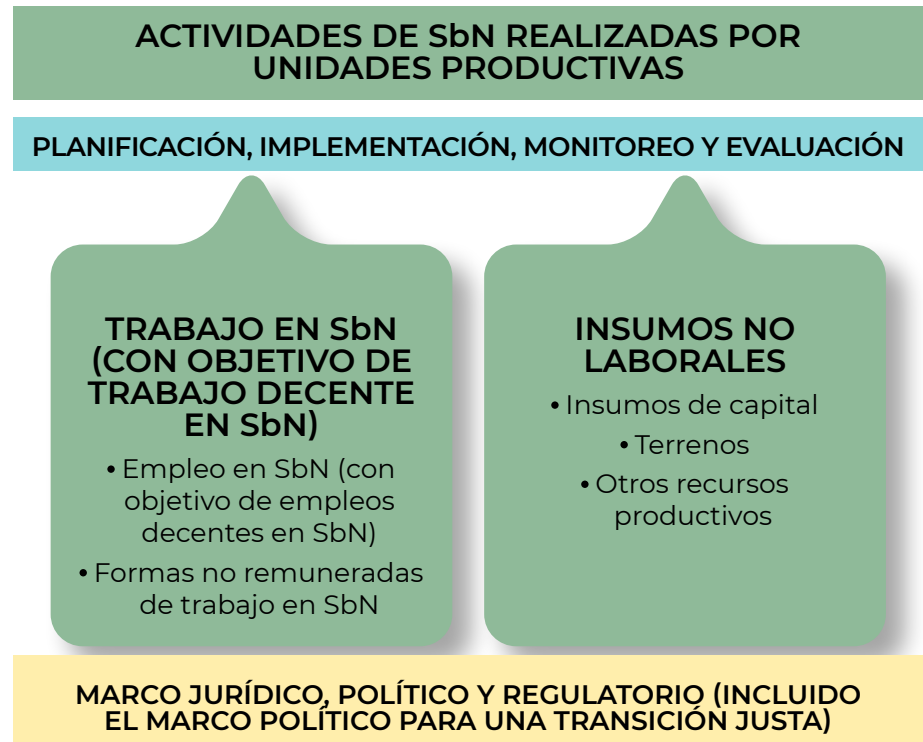 ACTIVIDADES DE SbN REALIZADAS POR
UNIDADES PRODUCTIVAS
PLANIFICACIÓN, IMPLEMENTACIÓN, MONITOREO Y EVALUACIÓN
TRABAJO EN SbN
(CON OBJETIVO DE
TRABAJO DECENTE
EN SbN)
• Empleo en SbN (con
objetivo de empleos
decentes en SbN)
• Formas no remuneradas
de trabajo en SbN
INSUMOS NO
LABORALES
• Insumos de capital
• Terrenos
• Otros recursos
productivos
MARCO JURÍDICO, POLÍTICO Y REGULATORIO (INCLUIDO
EL MARCO POLÍTICO PARA UNA TRANSICIÓN JUSTA)